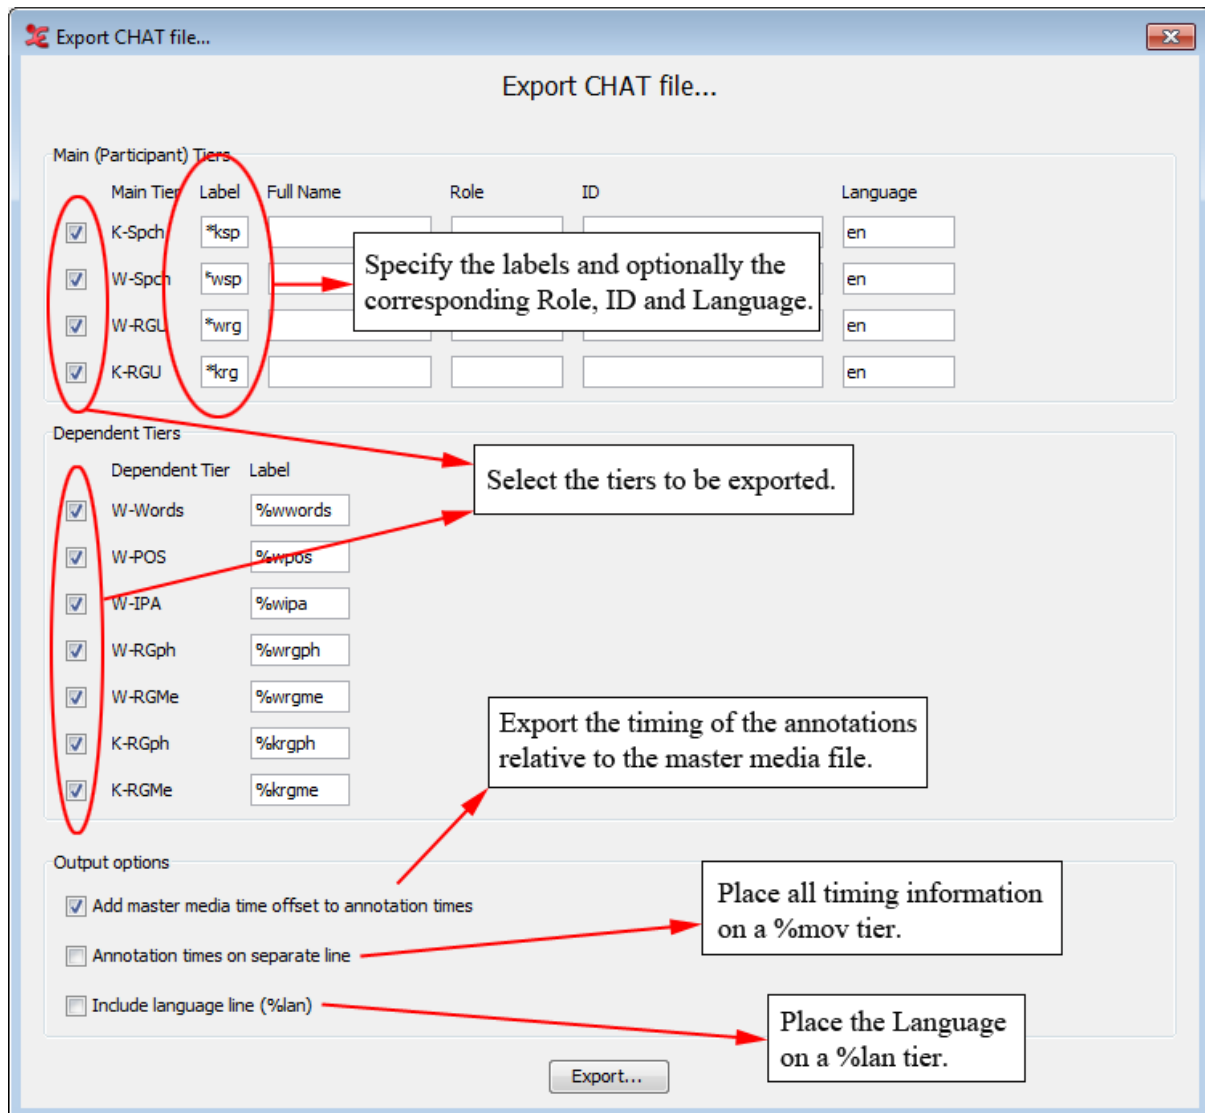 Export CHAT file...
Export CHAT file...
Main (Participant) Tiers
Main Tier Label Full Name Role ID Language
K-Spch *ksp en
W-Spch *wsp en
Specify the labels and optionally the
corresponding Role, ID and Language.
W-RGU *wrg en
K-RGU *krg en
Dependent Tiers
Dependent Tier Label
Select the tiers to be exported.
W-Words %wwords
W-POS %wpos
W-IPA %wipa
W-RGph %wrgph
W-RGMe %wrgme
Export the timing of the annotations
relative to the master media file.
K-RGph %krgph
K-RGMe %krgme
Output options
Add master media time offset to annotation times
Place all timing information
on a %mov tier.
Annotation times on separate line
Include language line (%lan)
Place the Language
on a %lan tier.
Export...